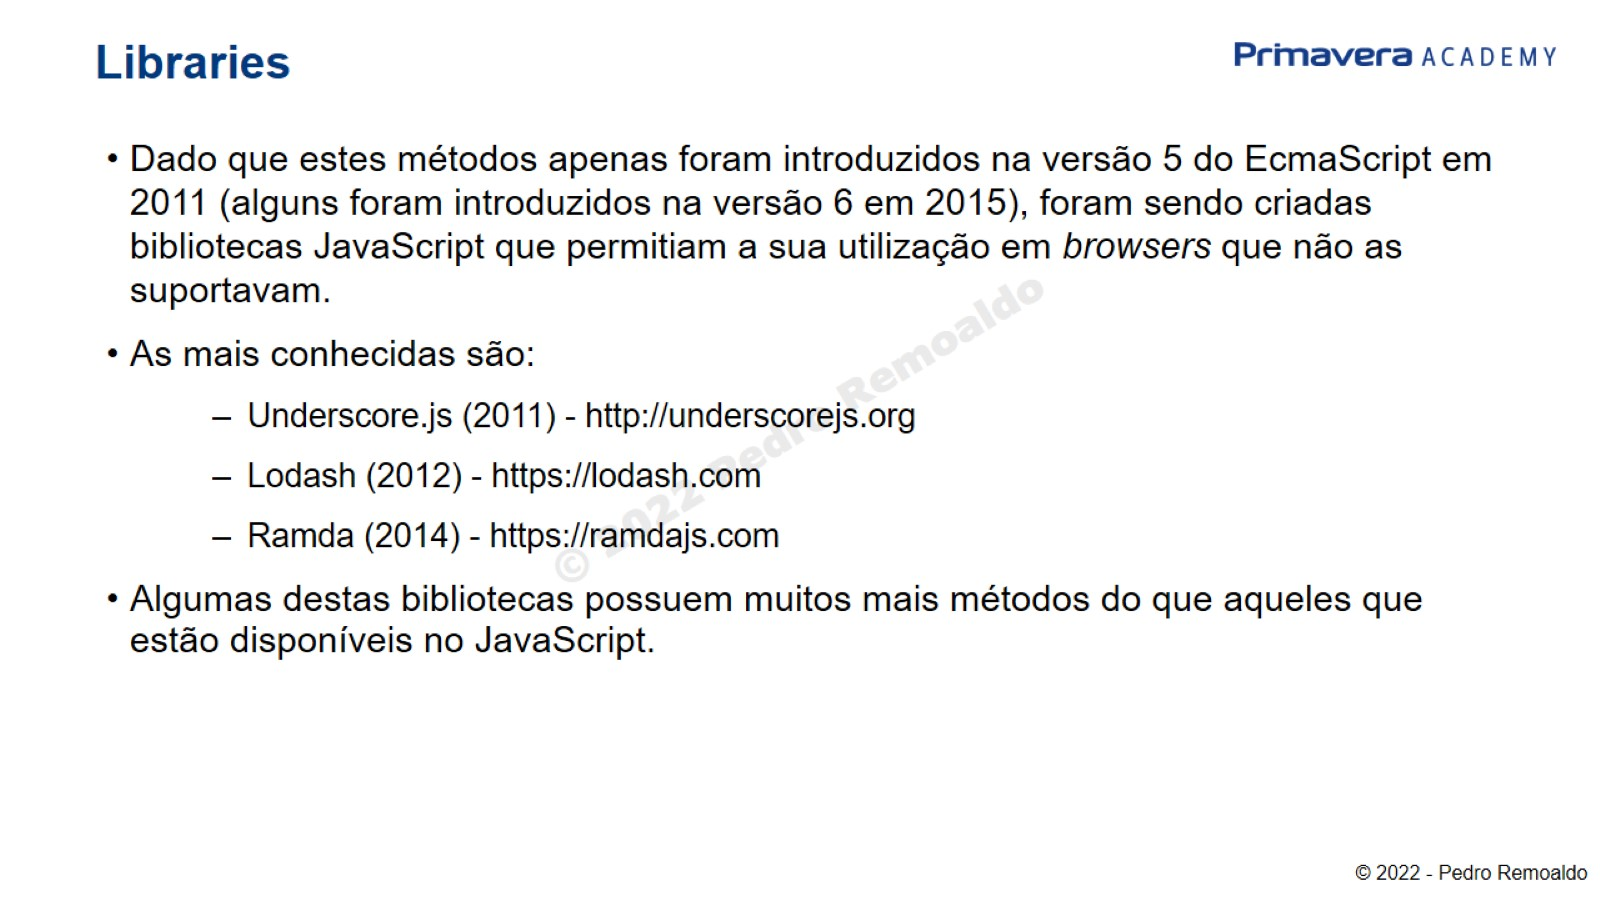 Libraries
Primavera ACADEMY
• Dado que estes métodos apenas foram introduzidos na versão 5 do EcmaScript em
2011 (alguns foram introduzidos na versão 6 em 2015), foram sendo criadas
bibliotecas JavaScript que permitiam a sua utilização em browsers que não as
suportavam.
• As mais conhecidas são:
– Underscore.js (2011) - http://underscorejs.org
– Lodash (2012) - https://lodash.com
– Ramda (2014) - https://ramdajs.com
• Algumas destas bibliotecas possuem muitos mais métodos do que aqueles que
estão disponíveis no JavaScript.
© 2022 Pedro Remoaldo
© 2022 - Pedro Remoaldo